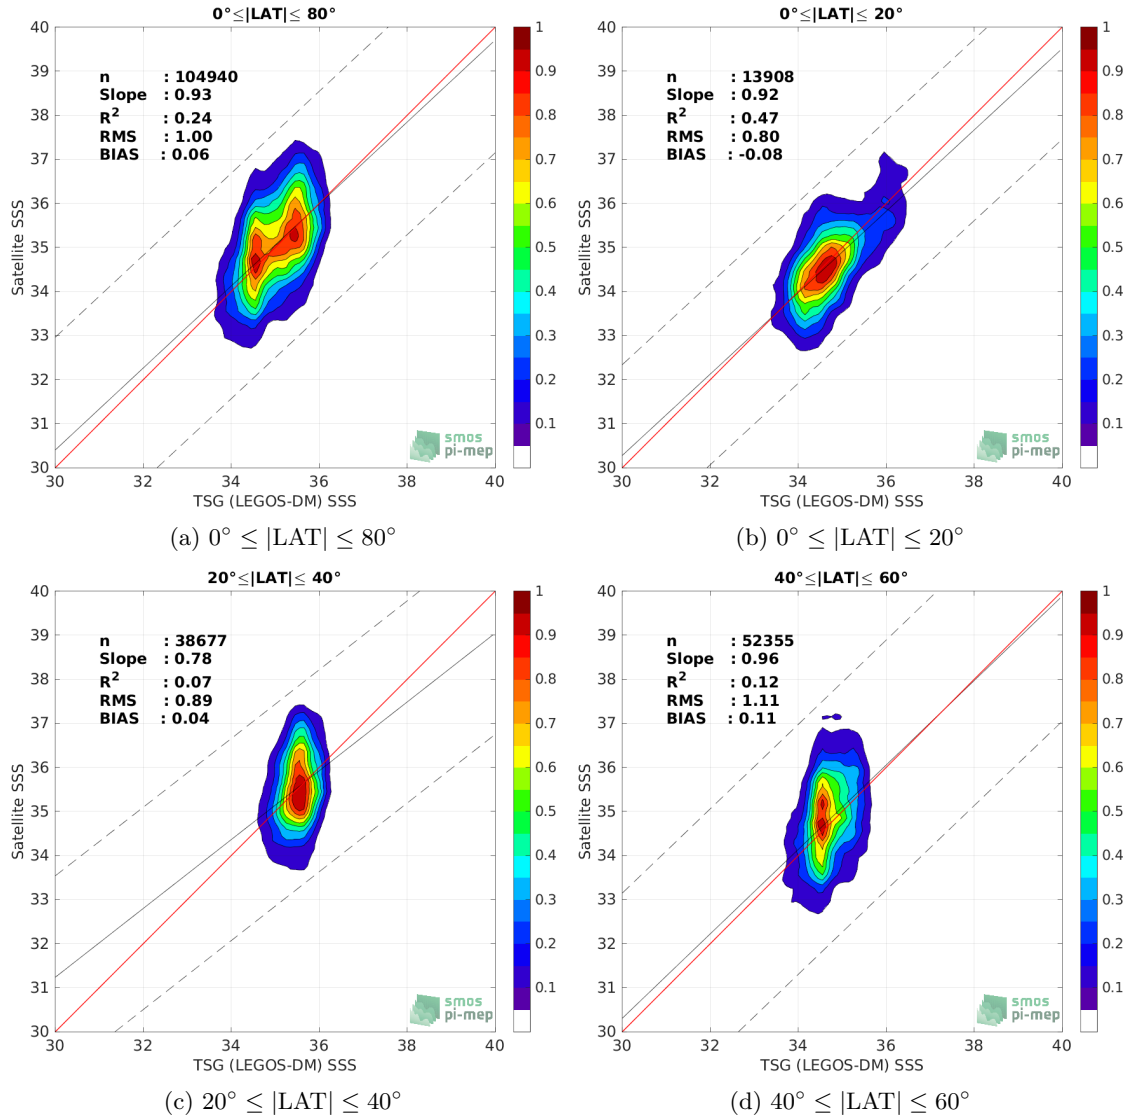 0°≤|LAT|≤ 80°
n : 104940
Slope : 0.93
R² : 0.24
RMS : 1.00
BIAS : 0.06
Satellite SSS
40
39
38
37
36
35
34
33
32
31
30
30 32 34 36 38 40
TSG (LEGOS-DM) SSS
1
0.9
0.8
0.7
0.6
0.5
0.4
0.3
0.2
0.1
smos
pi-mep
(a) 0° ≤ |LAT| ≤ 80°
0°≤|LAT|≤ 20°
n : 13908
Slope : 0.92
R² : 0.47
RMS : 0.80
BIAS : -0.08
Satellite SSS
40
39
38
37
36
35
34
33
32
31
30
30 32 34 36 38 40
TSG (LEGOS-DM) SSS
1
0.9
0.8
0.7
0.6
0.5
0.4
0.3
0.2
0.1
smos
pi-mep
(b) 0° ≤ |LAT| ≤ 20°
20°≤|LAT|≤ 40°
n : 38677
Slope : 0.78
R² : 0.07
RMS : 0.89
BIAS : 0.04
Satellite SSS
40
39
38
37
36
35
34
33
32
31
30
30 32 34 36 38 40
TSG (LEGOS-DM) SSS
1
0.9
0.8
0.7
0.6
0.5
0.4
0.3
0.2
0.1
smos
pi-mep
(c) 20° ≤ |LAT| ≤ 40°
40°≤|LAT|≤ 60°
n : 52355
Slope : 0.96
R² : 0.12
RMS : 1.11
BIAS : 0.11
Satellite SSS
40
39
38
37
36
35
34
33
32
31
30
30 32 34 36 38 40
TSG (LEGOS-DM) SSS
1
0.9
0.8
0.7
0.6
0.5
0.4
0.3
0.2
0.1
smos
pi-mep
(d) 40° ≤ |LAT| ≤ 60°